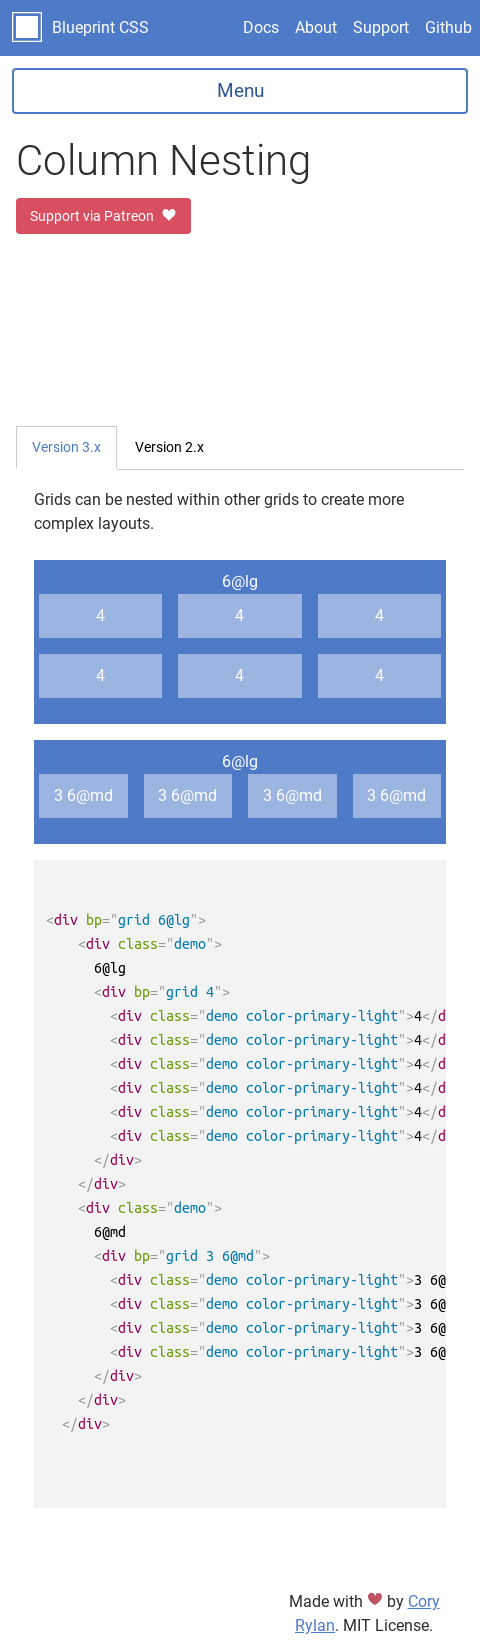 Blueprint CSS Docs About Support Github
Menu
Column Nesting
Support via Patreon
Version 3.x Version 2.x
Grids can be nested within other grids to create more
complex layouts.
6@lg
4 4 4
4 4 4
6@lg
3 6@md 3 6@md 3 6@md 3 6@md
<div bp="grid 6@lg">
    <div class="demo">
      6@lg
      <div bp="grid 4">
        <div class="demo color-primary-light">4</d
        <div class="demo color-primary-light">4</d
        <div class="demo color-primary-light">4</d
        <div class="demo color-primary-light">4</d
        <div class="demo color-primary-light">4</d
        <div class="demo color-primary-light">4</d
      </div>
    </div>
    <div class="demo">
      6@md
      <div bp="grid 3 6@md">
        <div class="demo color-primary-light">3 6@
        <div class="demo color-primary-light">3 6@
        <div class="demo color-primary-light">3 6@
        <div class="demo color-primary-light">3 6@
      </div>
    </div>
  </div>
Made with ♥ by Cory
Rylan. MIT License.